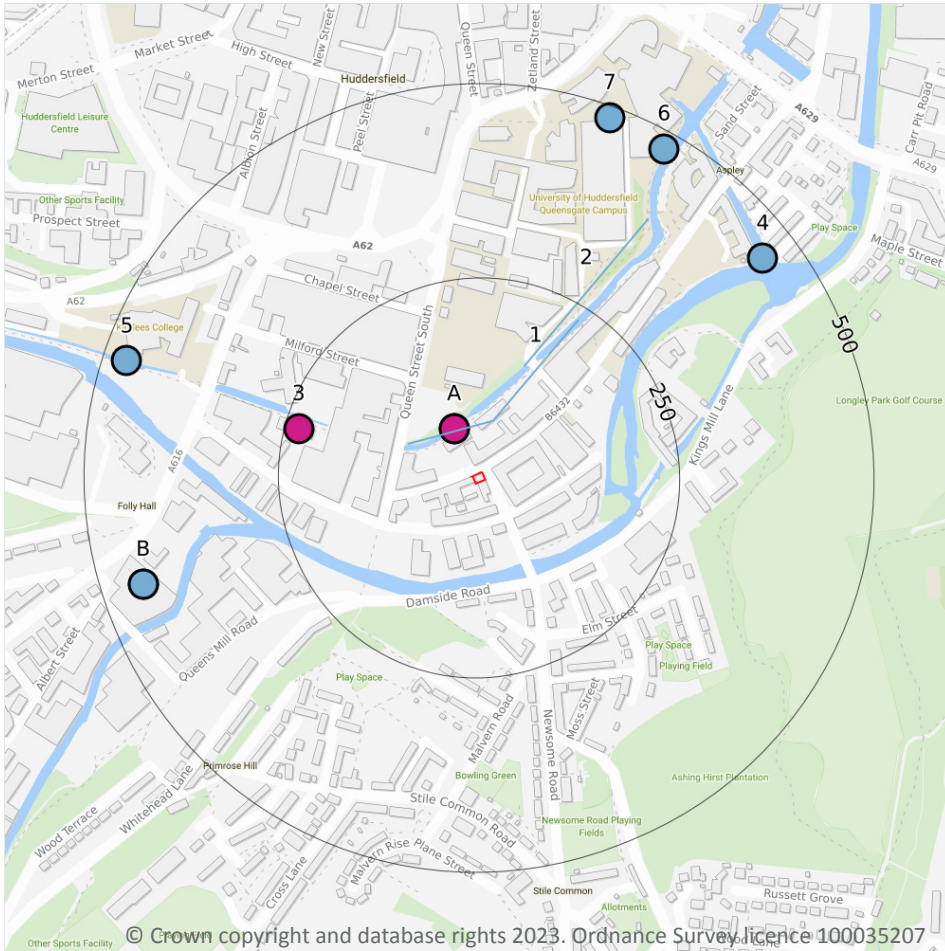 Merton Street
Market Street
High Street
New Street
Huddersfield
Queen Street
Zetland Street
7
6
Sand Street
A629
Carr Pit Road
A629
Huddersfield Leisure
Centre
Albion Street
Peel Street
Aspley
Other Sports Facility
Prospect Street
University of Huddersfield
Queensgate Campus
4
Play Space
Maple Street
A62
2
Chapel Street
A62
5
Milford Street
Queen Street South
1
500
3
A
B6432
250
Longley Park Golf Course
Kings Mill Lane
A616
Folly Hall
B
Damside Road
Elm Street
Albert Street
Queens Mill Road
Play Space
Playing Field
Play Space
Malvern Road
Moss Street
Newsome Road
Primrose Hill
Bowling Green
Ashing Hirst Plantation
Whitehead Lane
Wood Terrace
Stile Common Road
Newsome Road Playing
Fields
Cross Lane
Malvern Rise
Plane Street
Stile Common
Russett Grove
Allotments
Other Sports Facility
© Crown copyright and database rights 2023. Ordnance Survey licence 100035207